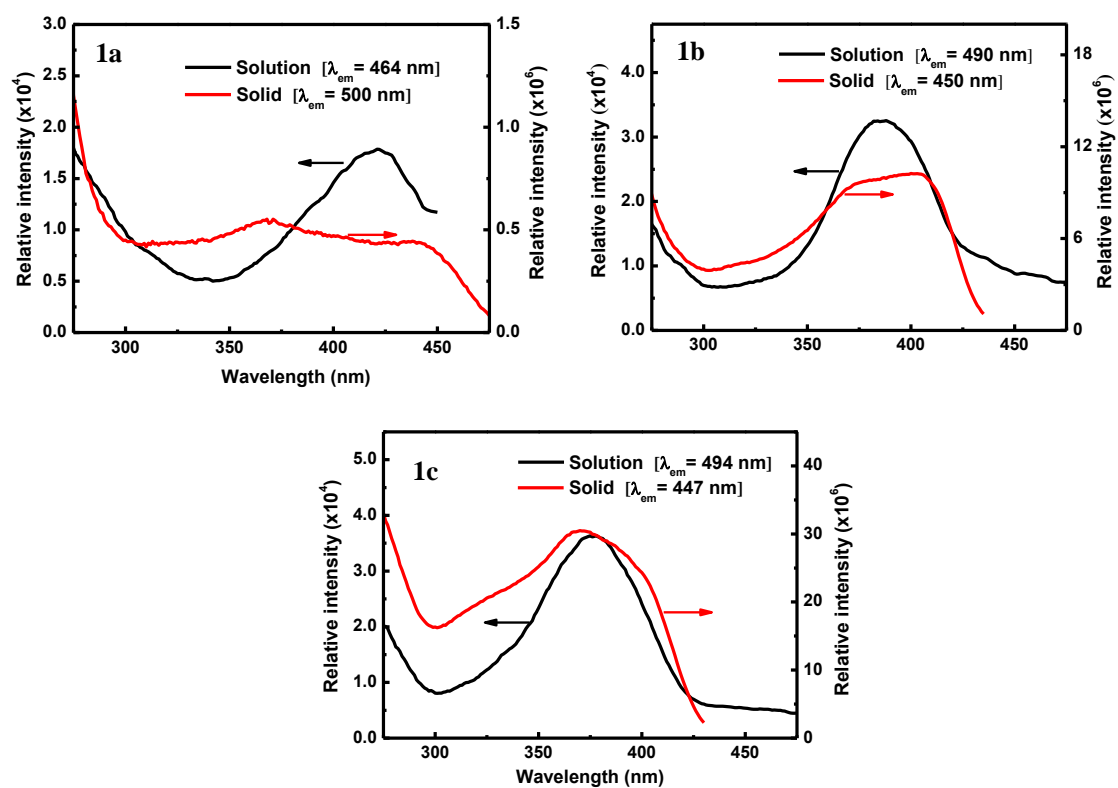 1a
Solution [λem= 464 nm]
Solid [λem= 500 nm]
Relative intensity (x10⁴)
3.0
2.5
2.0
1.5
1.0
0.5
0.0
Relative intensity (x10⁶)
1.5
1.2
0.9
0.6
0.3
0.0
300 350 400 450
Wavelength (nm)
1b
Solution [λem= 490 nm]
Solid [λem= 450 nm]
Relative intensity (x10⁴)
4.0
3.0
2.0
1.0
0.0
Relative intensity (x10⁶)
18
12
6
0
300 350 400 450
1c
Solution [λem= 494 nm]
Solid [λem= 447 nm]
Relative intensity (x10⁴)
5.0
4.0
3.0
2.0
1.0
0.0
Relative intensity (x10⁶)
40
30
20
10
0
300 350 400 450
Wavelength (nm)